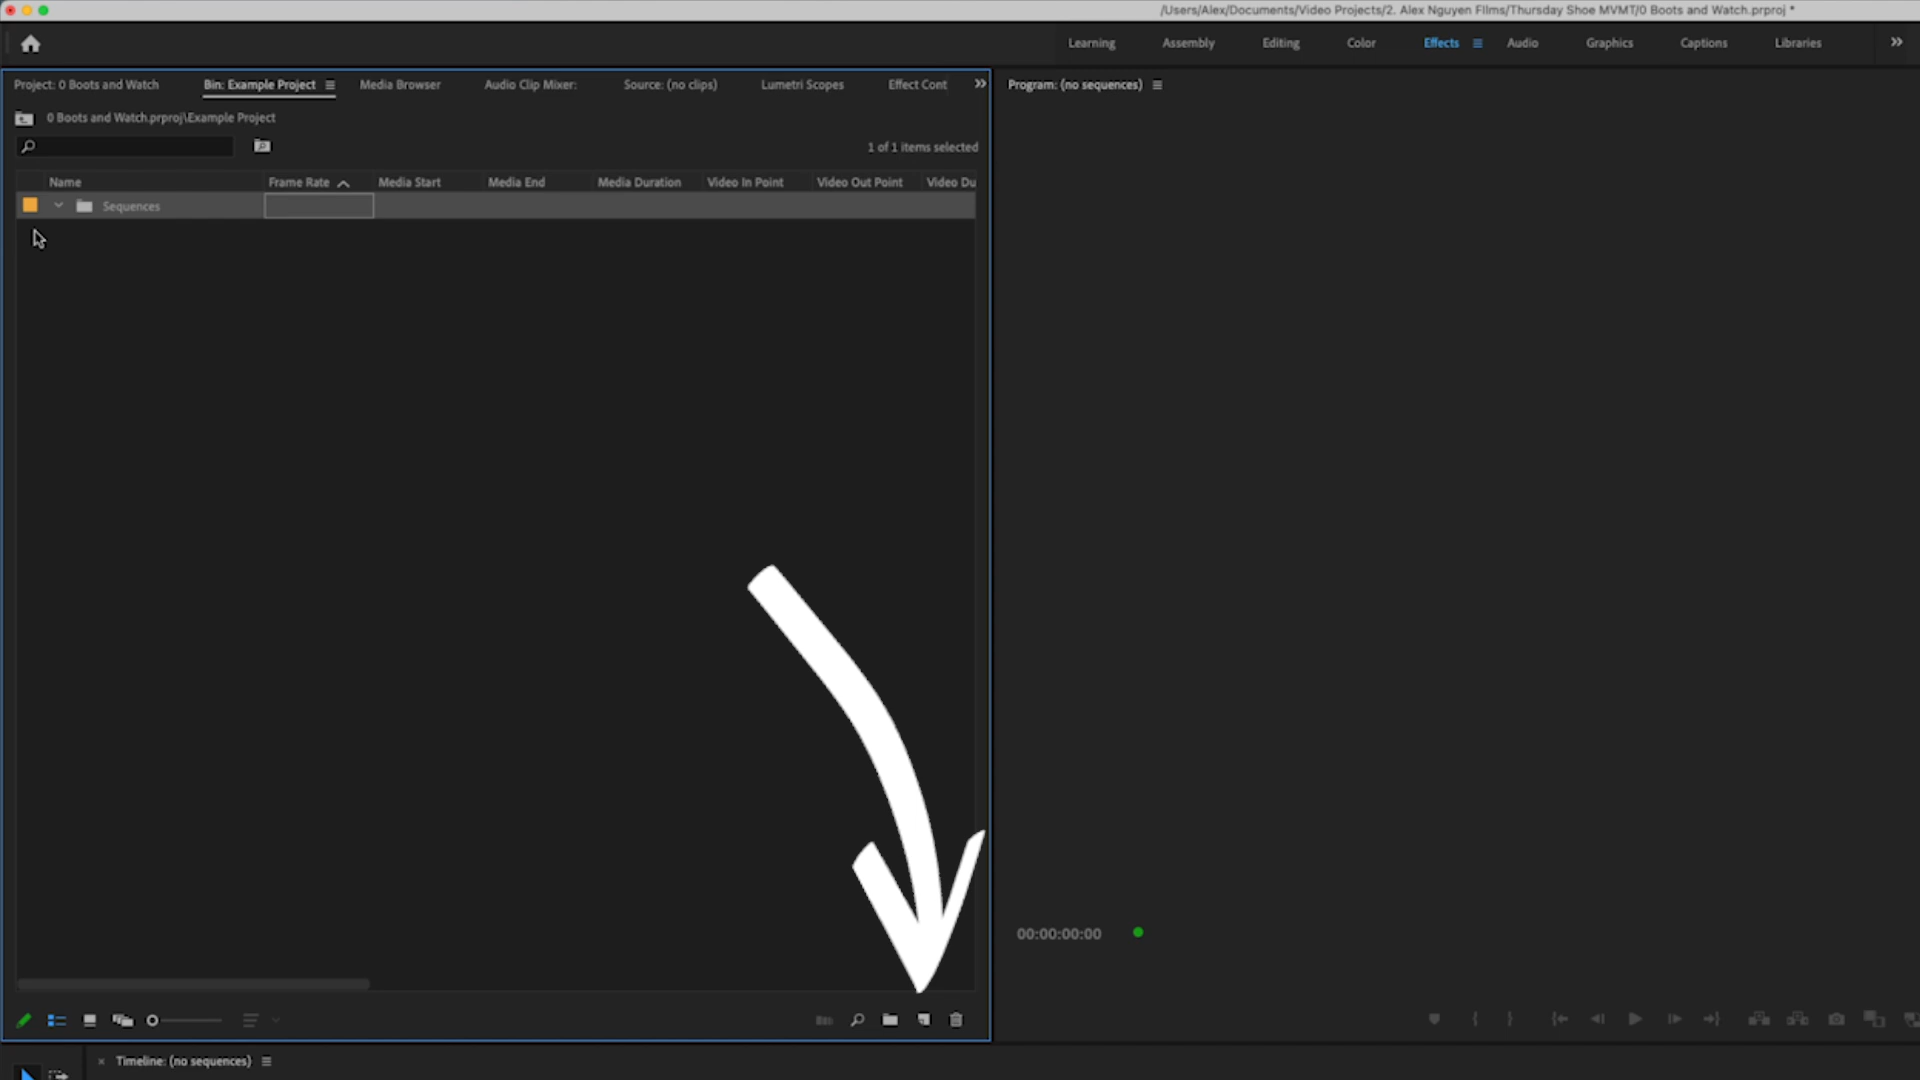 /Users/Alex/Documents/Video Projects/2. Alex Nguyen FIlms/Thursday Shoe MVMT/0 Boots and Watch.prproj *
Learning Assembly Editing Color Effects Audio Graphics Captions Libraries
Project: 0 Boots and Watch Bin: Example Project Media Browser Audio Clip Mixer: Source: (no clips) Lumetri Scopes Effect Cont Program: (no sequences)
0 Boots and Watch.prproj\Example Project
1 of 1 items selected
Name Frame Rate Media Start Media End Media Duration Video In Point Video Out Point Video Du
Sequences
00:00:00:00
Timeline: (no sequences)